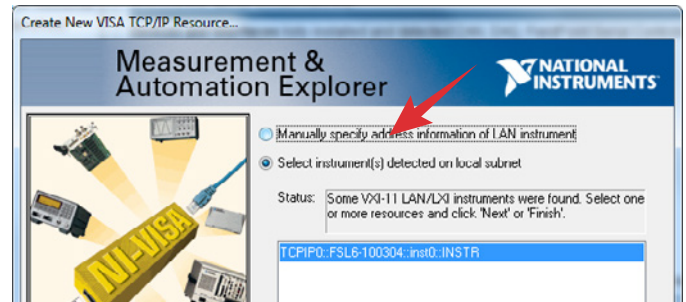 Create New VISA TCP/IP Resource...
Measurement &
Automation Explorer
NATIONAL
INSTRUMENTS
Manually specify address information of LAN instrument
Select instrument(s) detected on local subnet
Status: Some VXI-11 LAN/LXI instruments were found. Select one
or more resources and click 'Next' or 'Finish'.
NI-VISA
TCPIP0::FSL6-100304::inst0::INSTR